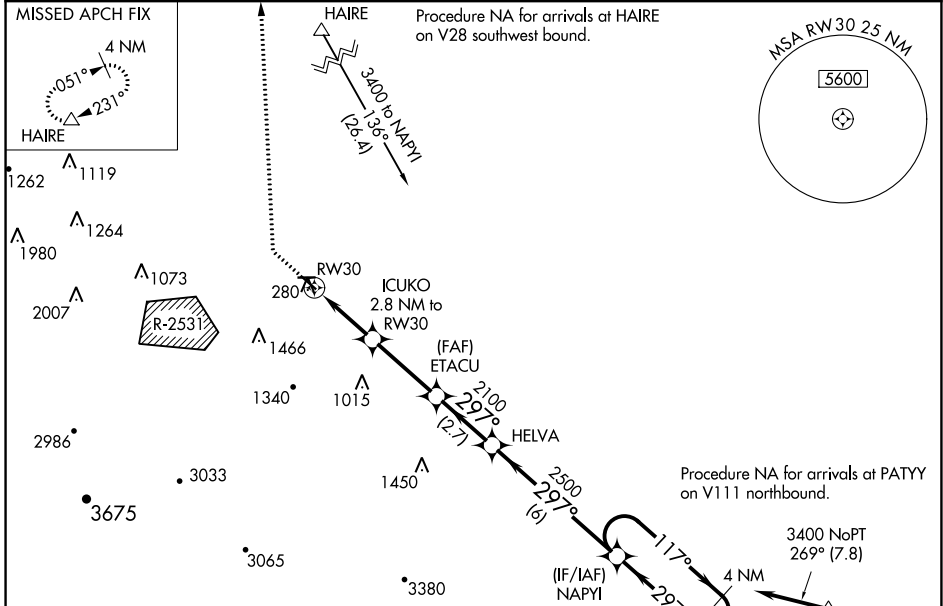 MISSED APCH FIX
4 NM
051°
231°
HAIRE
HAIRE
3400 to NAPYI
136°
(26.4)
Procedure NA for arrivals at HAIRE
on V28 southwest bound.
MSA RW30 25 NM
5600
1262
1119
1264
1980
1073
2007
R-2531
280
RW30
ICUKO
2.8 NM to
RW30
1466
(FAF)
ETACU
1340
1015
2100
297°
(2.7)
HELVA
2986
3033
1450
2500
297°
(6)
3675
Procedure NA for arrivals at PATYY
on V111 northbound.
3400 NoPT
269° (7.8)
117°
4 NM
3065
3380
(IF/IAF)
NAPYI